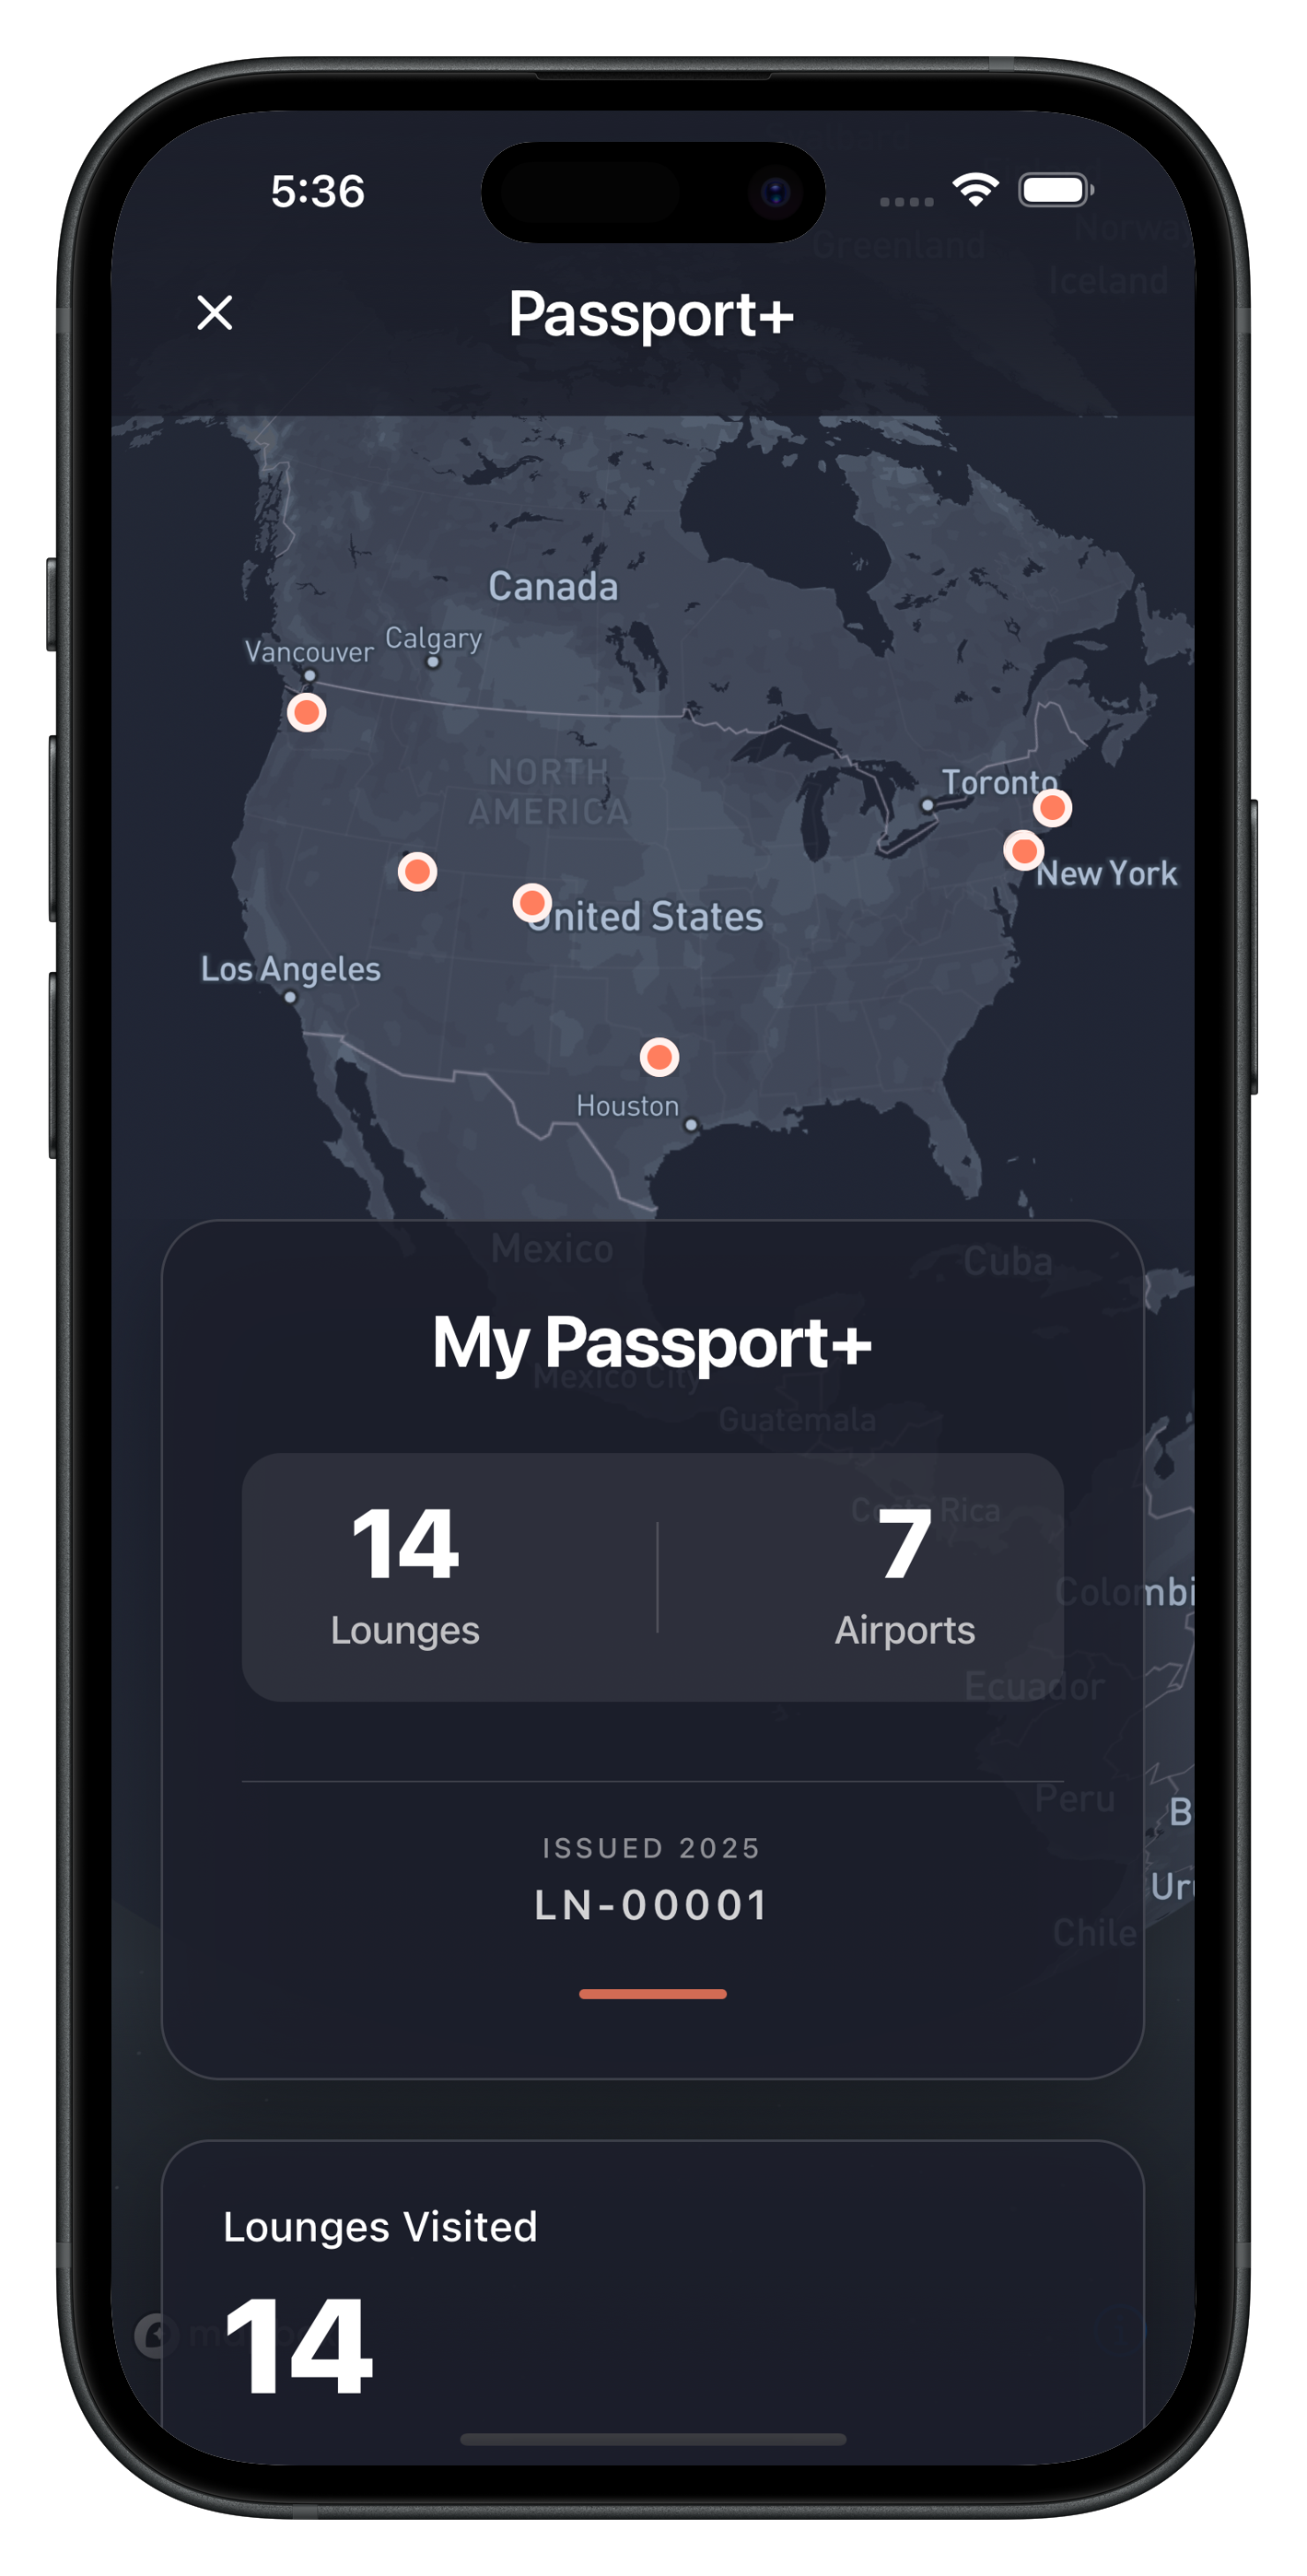 5:36
Greenland
Norway
Iceland
Passport+
Canada
Vancouver
Calgary
NORTH
AMERICA
Toronto
New York
United States
Los Angeles
Houston
Mexico
Cuba
My Passport+
Mexico City
Guatemala
Costa Rica
14
7
Lounges
Airports
Colombi
Ecuador
Peru
B
ISSUED 2025
LN-00001
Uru
Chile
Lounges Visited
14